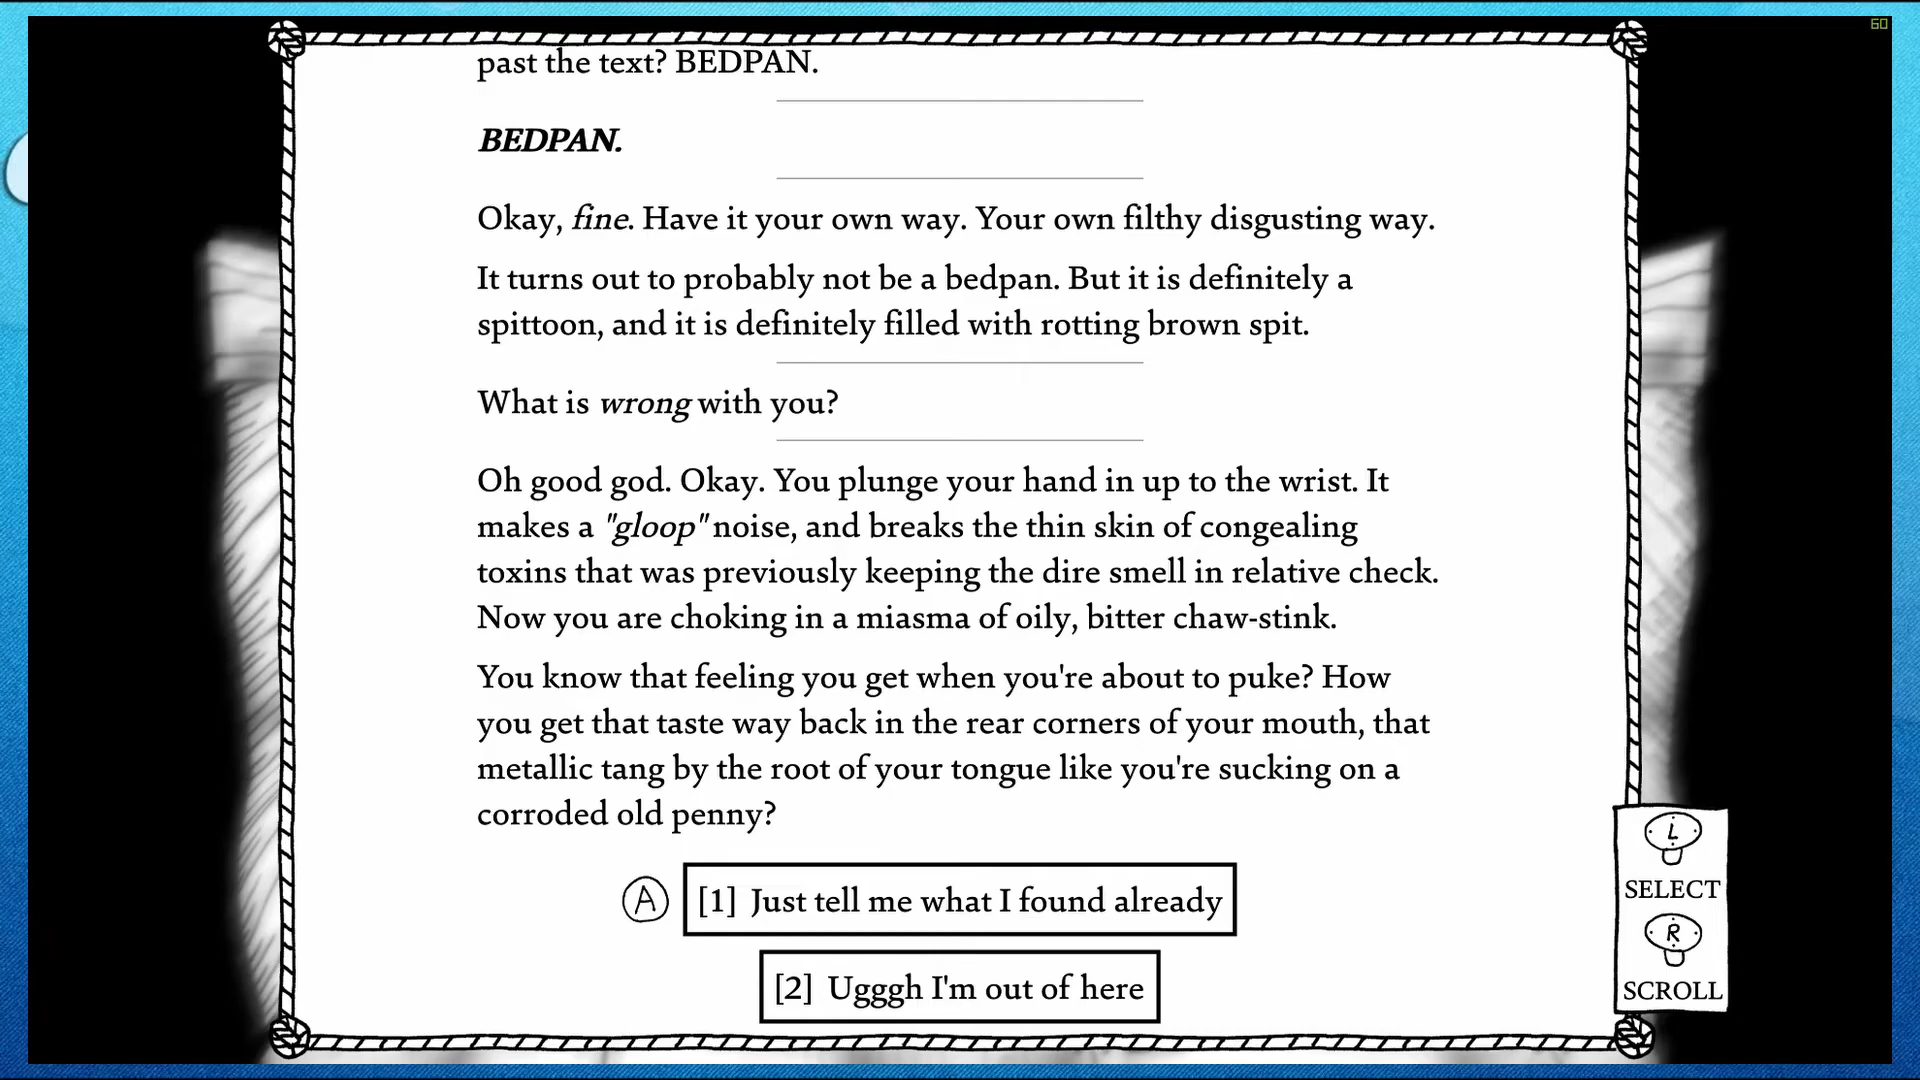 60
past the text? BEDPAN.
BEDPAN.
Okay, fine. Have it your own way. Your own filthy disgusting way.
It turns out to probably not be a bedpan. But it is definitely a
spittoon, and it is definitely filled with rotting brown spit.
What is wrong with you?
Oh good god. Okay. You plunge your hand in up to the wrist. It
makes a "gloop" noise, and breaks the thin skin of congealing
toxins that was previously keeping the dire smell in relative check.
Now you are choking in a miasma of oily, bitter chaw-stink.
You know that feeling you get when you're about to puke? How
you get that taste way back in the rear corners of your mouth, that
metallic tang by the root of your tongue like you're sucking on a
corroded old penny?
A [1] Just tell me what I found already
[2] Ugggh I'm out of here
L
SELECT
R
SCROLL